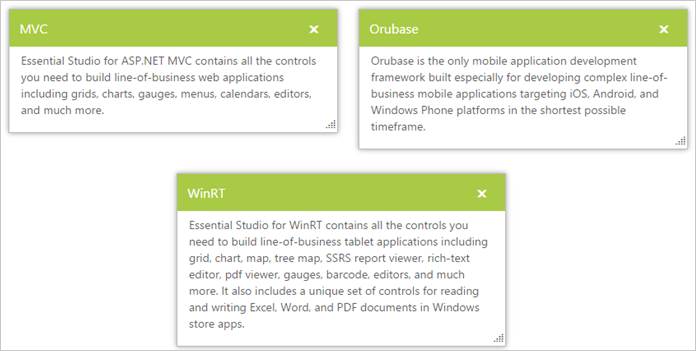 MVC
Essential Studio for ASP.NET MVC contains all the controls
you need to build line-of-business web applications
including grids, charts, gauges, menus, calendars, editors,
and much more.
Orubase
Orubase is the only mobile application development
framework built especially for developing complex line-of-
business mobile applications targeting iOS, Android, and
Windows Phone platforms in the shortest possible
timeframe.
WinRT
Essential Studio for WinRT contains all the controls you
need to build line-of-business tablet applications including
grid, chart, map, tree map, SSRS report viewer, rich-text
editor, pdf viewer, gauges, barcode, editors, and much
more. It also includes a unique set of controls for reading
and writing Excel, Word, and PDF documents in Windows
store apps.